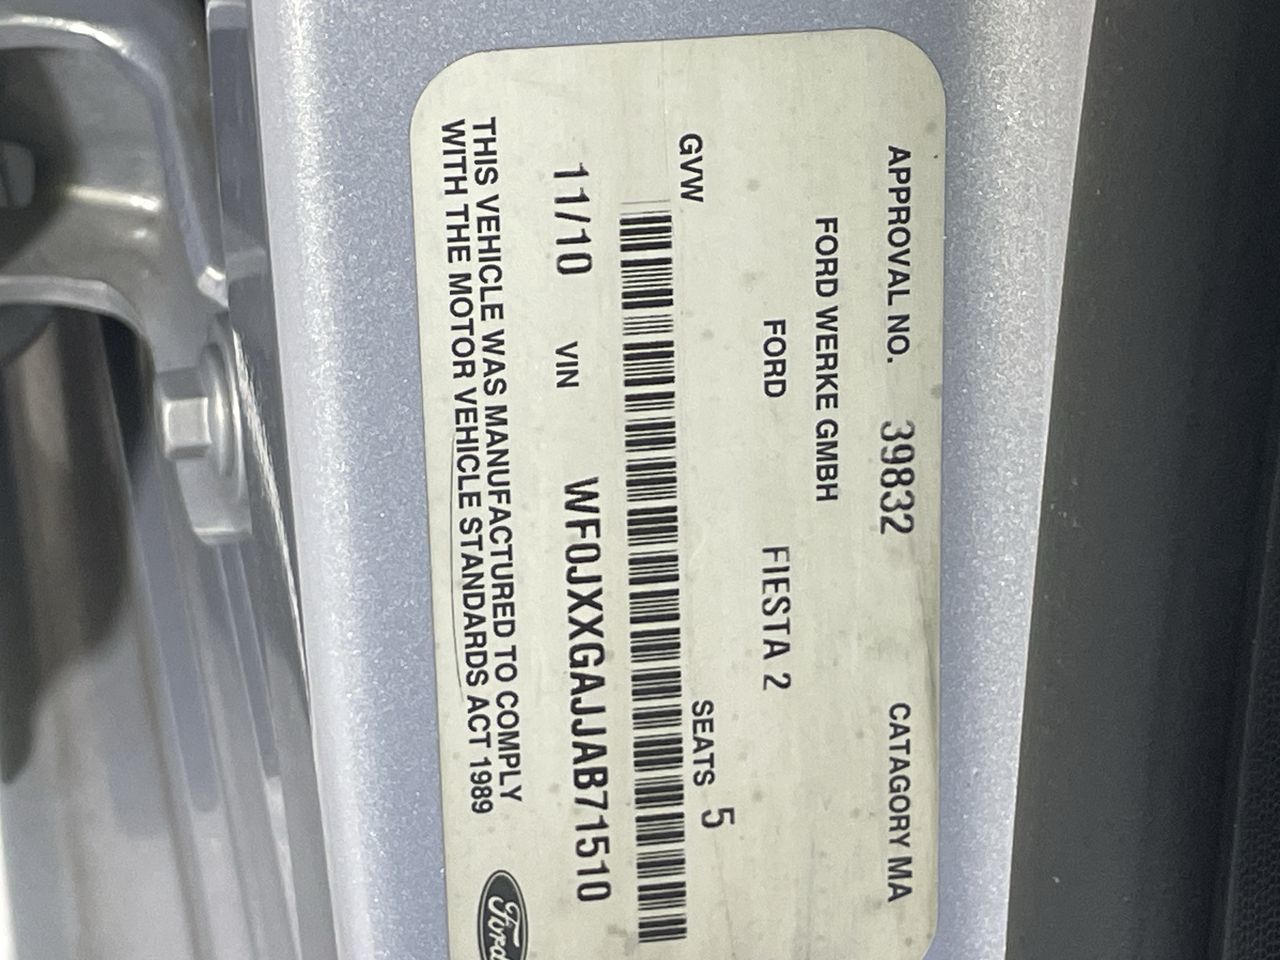 APPROVAL NO. 39832 CATAGORY MA
FORD WERKE GMBH
FORD FIESTA 2
GVW SEATS 5
11/10 VIN WF0JXXGAJJAB71510
THIS VEHICLE WAS MANUFACTURED TO COMPLY
WITH THE MOTOR VEHICLE STANDARDS ACT 1989
Ford